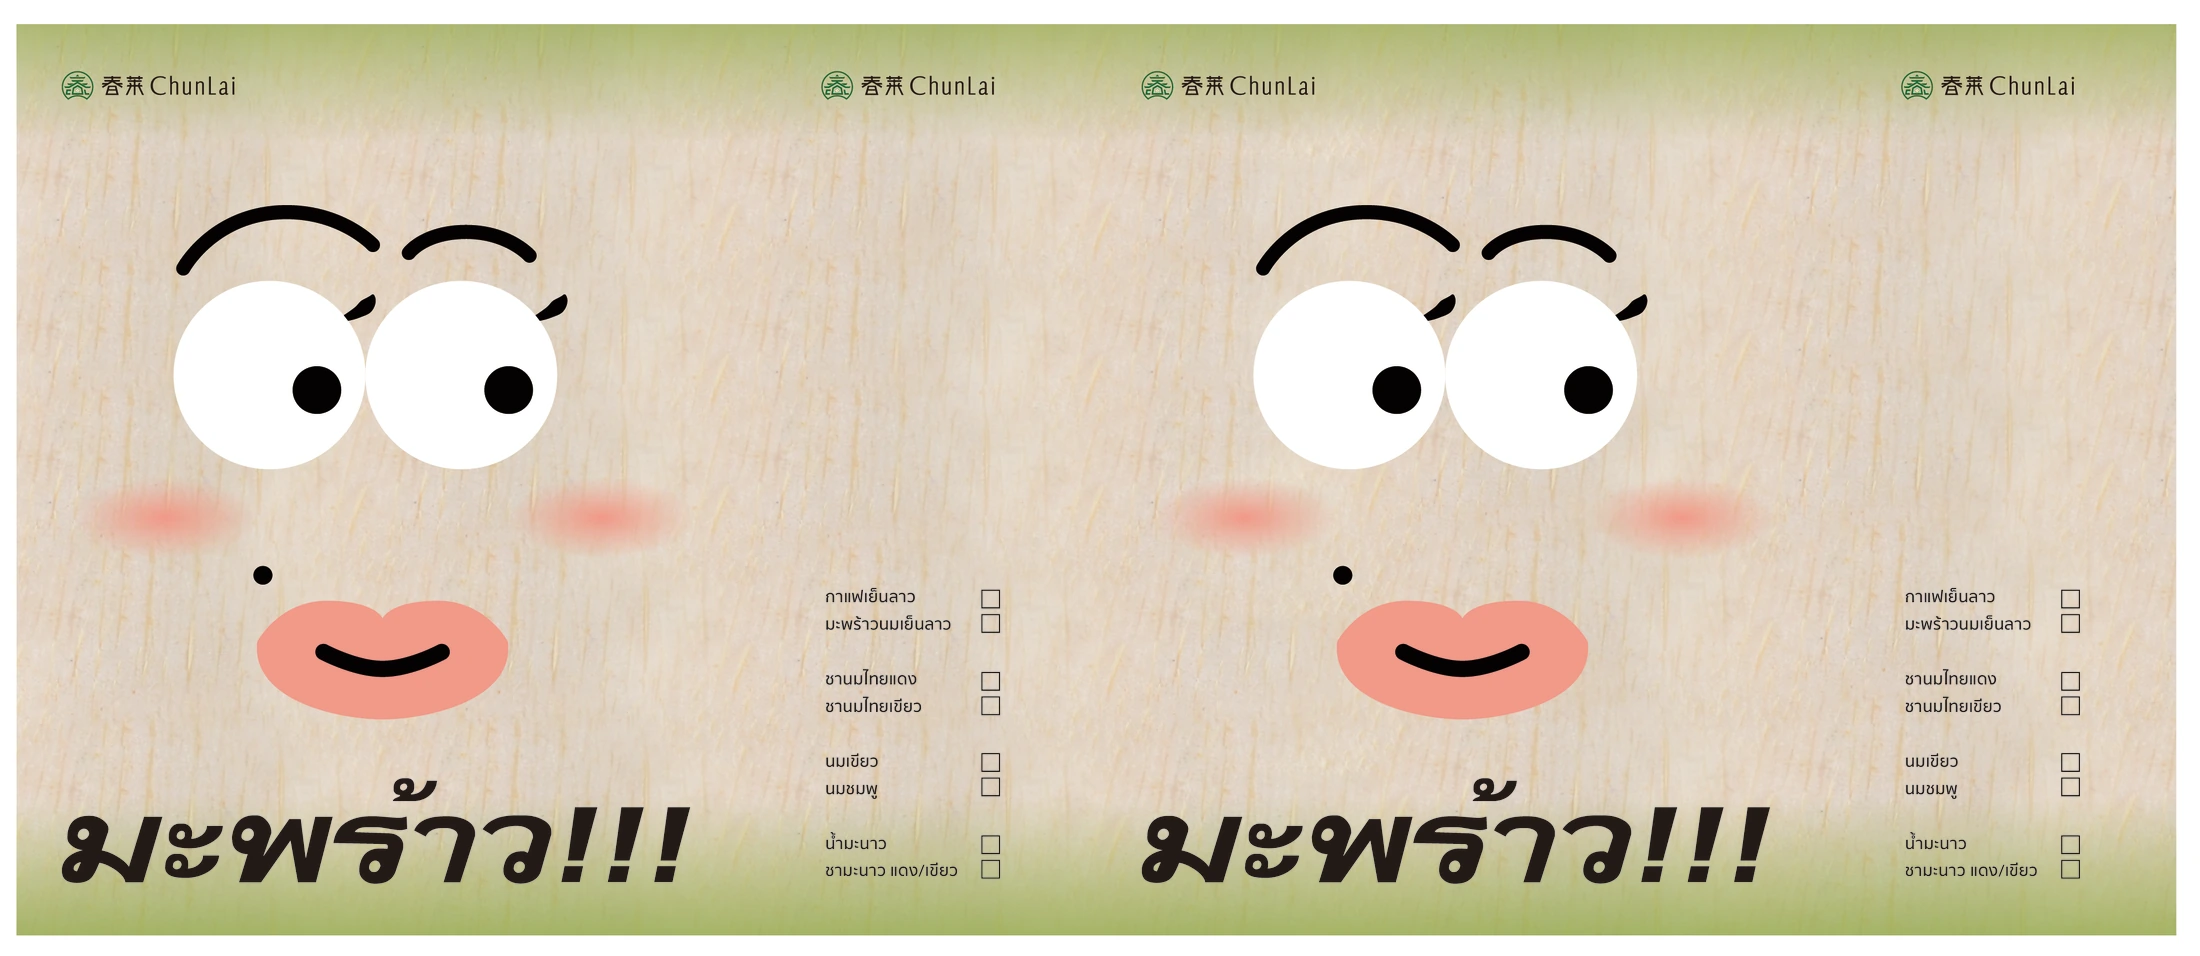 春莱 ChunLai
มะพร้าว!!!
春莱 ChunLai
กาแฟเย็นลาว
มะพร้าวนมเย็นลาว
ชานมไทยแดง
ชานมไทยเขียว
นมเขียว
นมชมพู
น้ำมะนาว
ชามะนาว แดง/เขียว
春莱 ChunLai
มะพร้าว!!!
春莱 ChunLai
กาแฟเย็นลาว
มะพร้าวนมเย็นลาว
ชานมไทยแดง
ชานมไทยเขียว
นมเขียว
นมชมพู
น้ำมะนาว
ชามะนาว แดง/เขียว